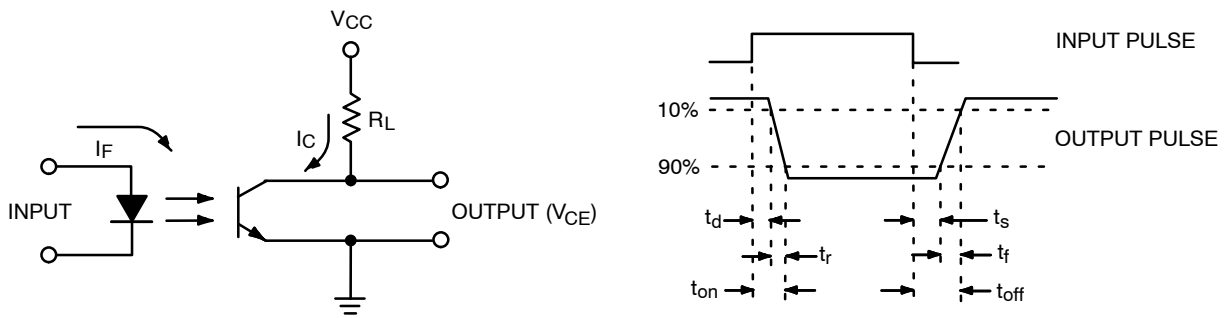 VCC
RL
IC
IF
INPUT
OUTPUT (VCE)
INPUT PULSE
10%
OUTPUT PULSE
90%
td
ts
tr
tf
ton
toff